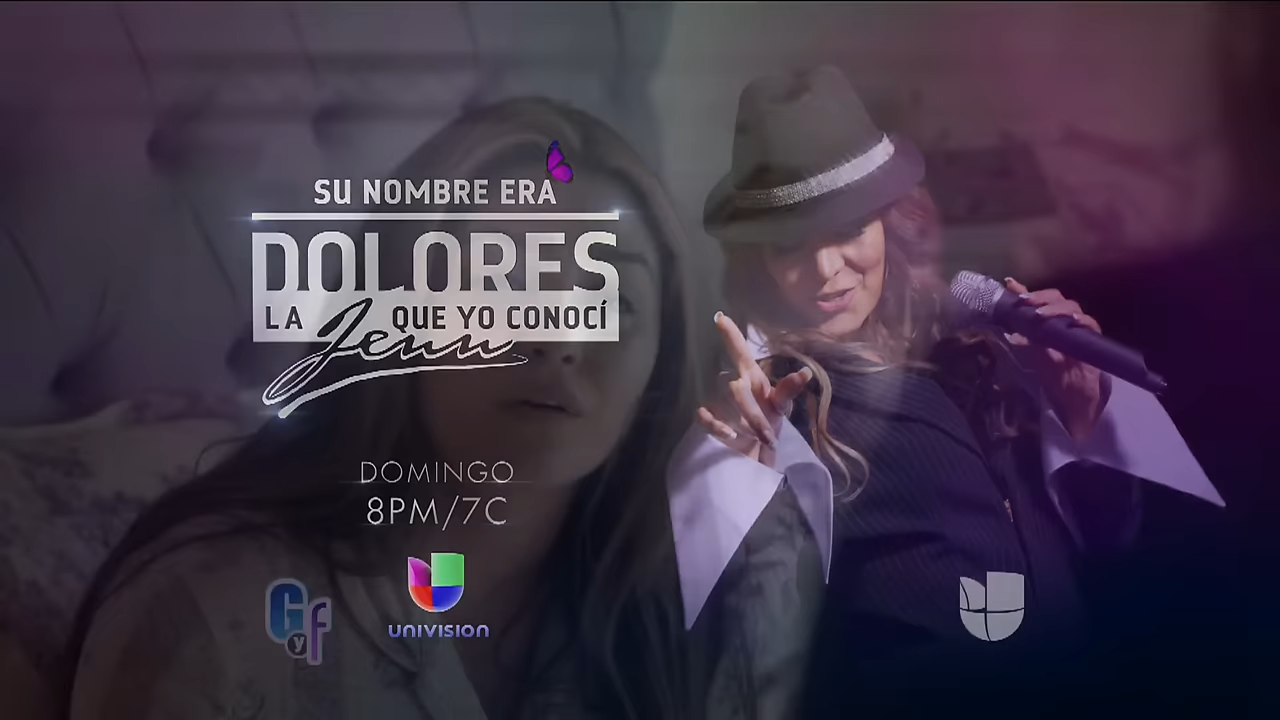 SU NOMBRE ERA
DOLORES
LA Jenn QUE YO CONOCÍ
DOMINGO
8PM/7C
GyF
UNIVISION